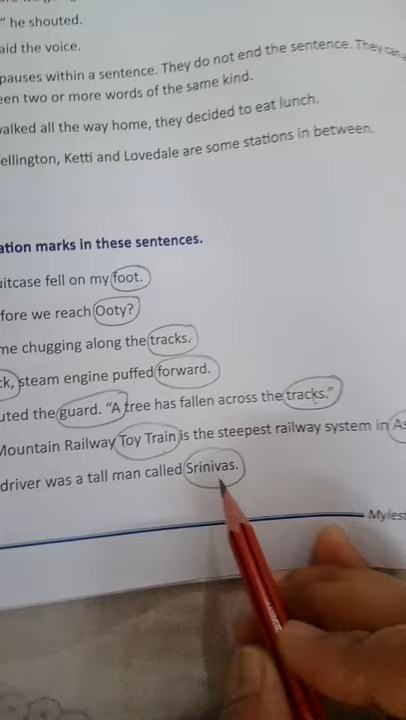 " he shouted.
aid the voice.
pauses within a sentence. They do not end the sentence. They can
een two or more words of the same kind.
walked all the way home, they decided to eat lunch.
ellington, Ketti and Lovedale are some stations in between.
ation marks in these sentences.
uitcase fell on my foot.
fore we reach Ooty?
me chugging along the tracks.
ck, steam engine puffed forward.
uted the guard. "A tree has fallen across the tracks."
Mountain Railway Toy Train is the steepest railway system in As
driver was a tall man called Srinivas.
Mylest